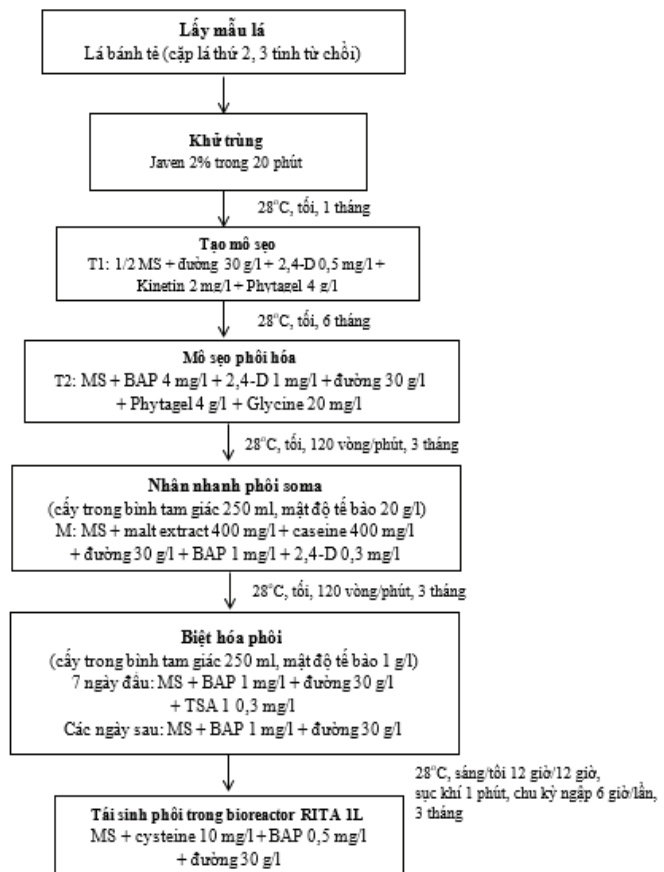 Lấy mẫu lá
Lá bánh tẻ (cặp lá thứ 2, 3 tính từ chồi)
Khử trùng
Javen 2% trong 20 phút
28°C, tối, 1 tháng
Tạo mô sẹo
T1: 1/2 MS + đường 30 g/l + 2,4-D 0,5 mg/l +
Kinetin 2 mg/l + Phytagel 4 g/l
28°C, tối, 6 tháng
Mô sẹo phôi hóa
T2: MS + BAP 4 mg/l + 2,4-D 1 mg/l + đường 30 g/l
+ Phytagel 4 g/l + Glycine 20 mg/l
28°C, tối, 120 vòng/phút, 3 tháng
Nhân nhanh phôi soma
(cấy trong bình tam giác 250 ml, mật độ tế bào 20 g/l)
M: MS + malt extract 400 mg/l + caseine 400 mg/l
+ đường 30 g/l + BAP 1 mg/l + 2,4-D 0,3 mg/l
28°C, tối, 120 vòng/phút, 3 tháng
Biệt hóa phôi
(cấy trong bình tam giác 250 ml, mật độ tế bào 1 g/l)
7 ngày đầu: MS + BAP 1 mg/l + đường 30 g/l
+ TSA 1 0,3 mg/l
Các ngày sau: MS + BAP 1 mg/l + đường 30 g/l
28°C, sáng/tối 12 giờ/12 giờ,
sục khí 1 phút, chu kỳ ngập 6 giờ/lần,
3 tháng
Tái sinh phôi trong bioreactor RITA 1L
MS + cysteine 10 mg/l + BAP 0,5 mg/l
+ đường 30 g/l